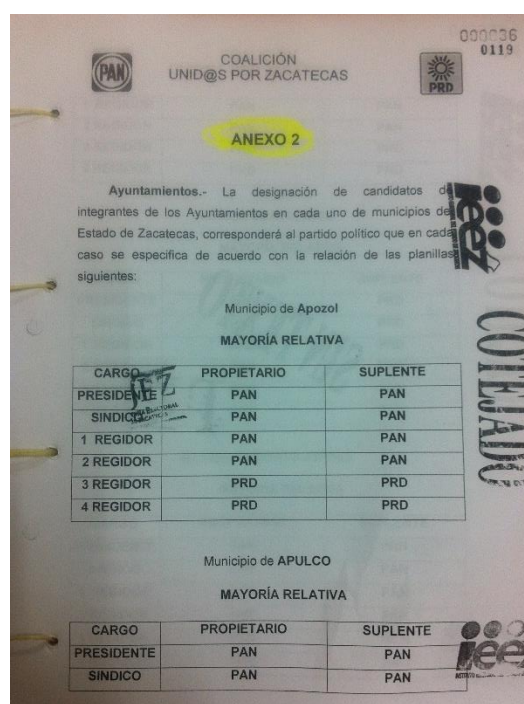 000036
0119
PAN
COALICIÓN
UNID@S POR ZACATECAS
PRD
ANEXO 2
Ayuntamientos.- La designación de candidatos de
integrantes de los Ayuntamientos en cada uno de municipios del
Estado de Zacatecas, corresponderá al partido político que en cada
caso se especifica de acuerdo con la relación de las planillas
siguientes:
ieez
COTEJADO
Municipio de Apozol
MAYORÍA RELATIVA
CARGO PROPIETARIO SUPLENTE
PRESIDENTE PAN PAN
SINDICO PAN PAN
1 REGIDOR PAN PAN
2 REGIDOR PAN PAN
3 REGIDOR PRD PRD
4 REGIDOR PRD PRD
Municipio de APULCO
MAYORÍA RELATIVA
CARGO PROPIETARIO SUPLENTE
PRESIDENTE PAN PAN
SINDICO PAN PAN
ieez